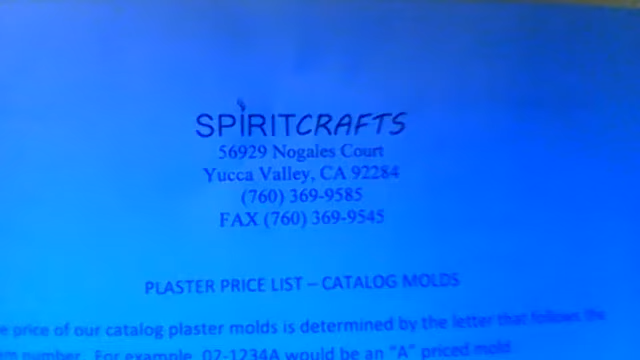 SPIRITCRAFTS
56929 Nogales Court
Yucca Valley, CA 92284
(760) 369-9585
FAX (760) 369-9545
PLASTER PRICE LIST – CATALOG MOLDS
price of our catalog plaster molds is determined by the letter that follows the
number. For example, 02-1234A would be an "A" priced mold